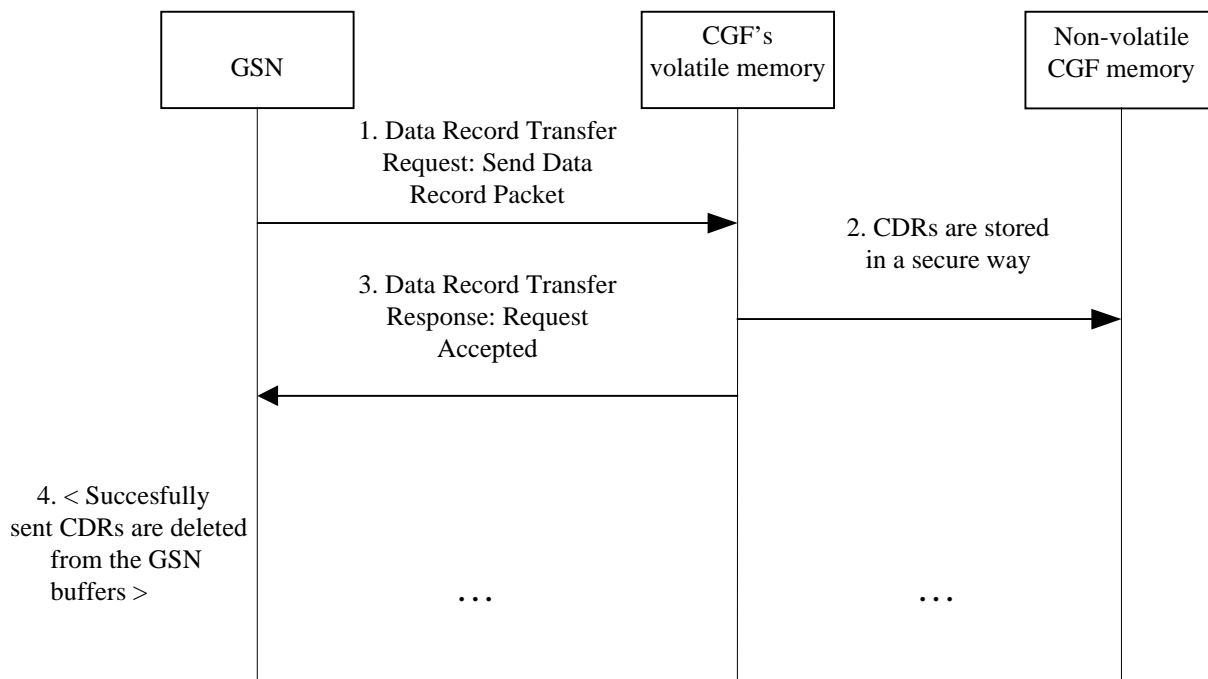 GSN
CGF’s
volatile memory
Non-volatile
CGF memory
1. Data Record Transfer
Request: Send Data
Record Packet
2. CDRs are stored
in a secure way
3. Data Record Transfer
Response: Request
Accepted
4. < Succesfully
sent CDRs are deleted
from the GSN
buffers >
…
…